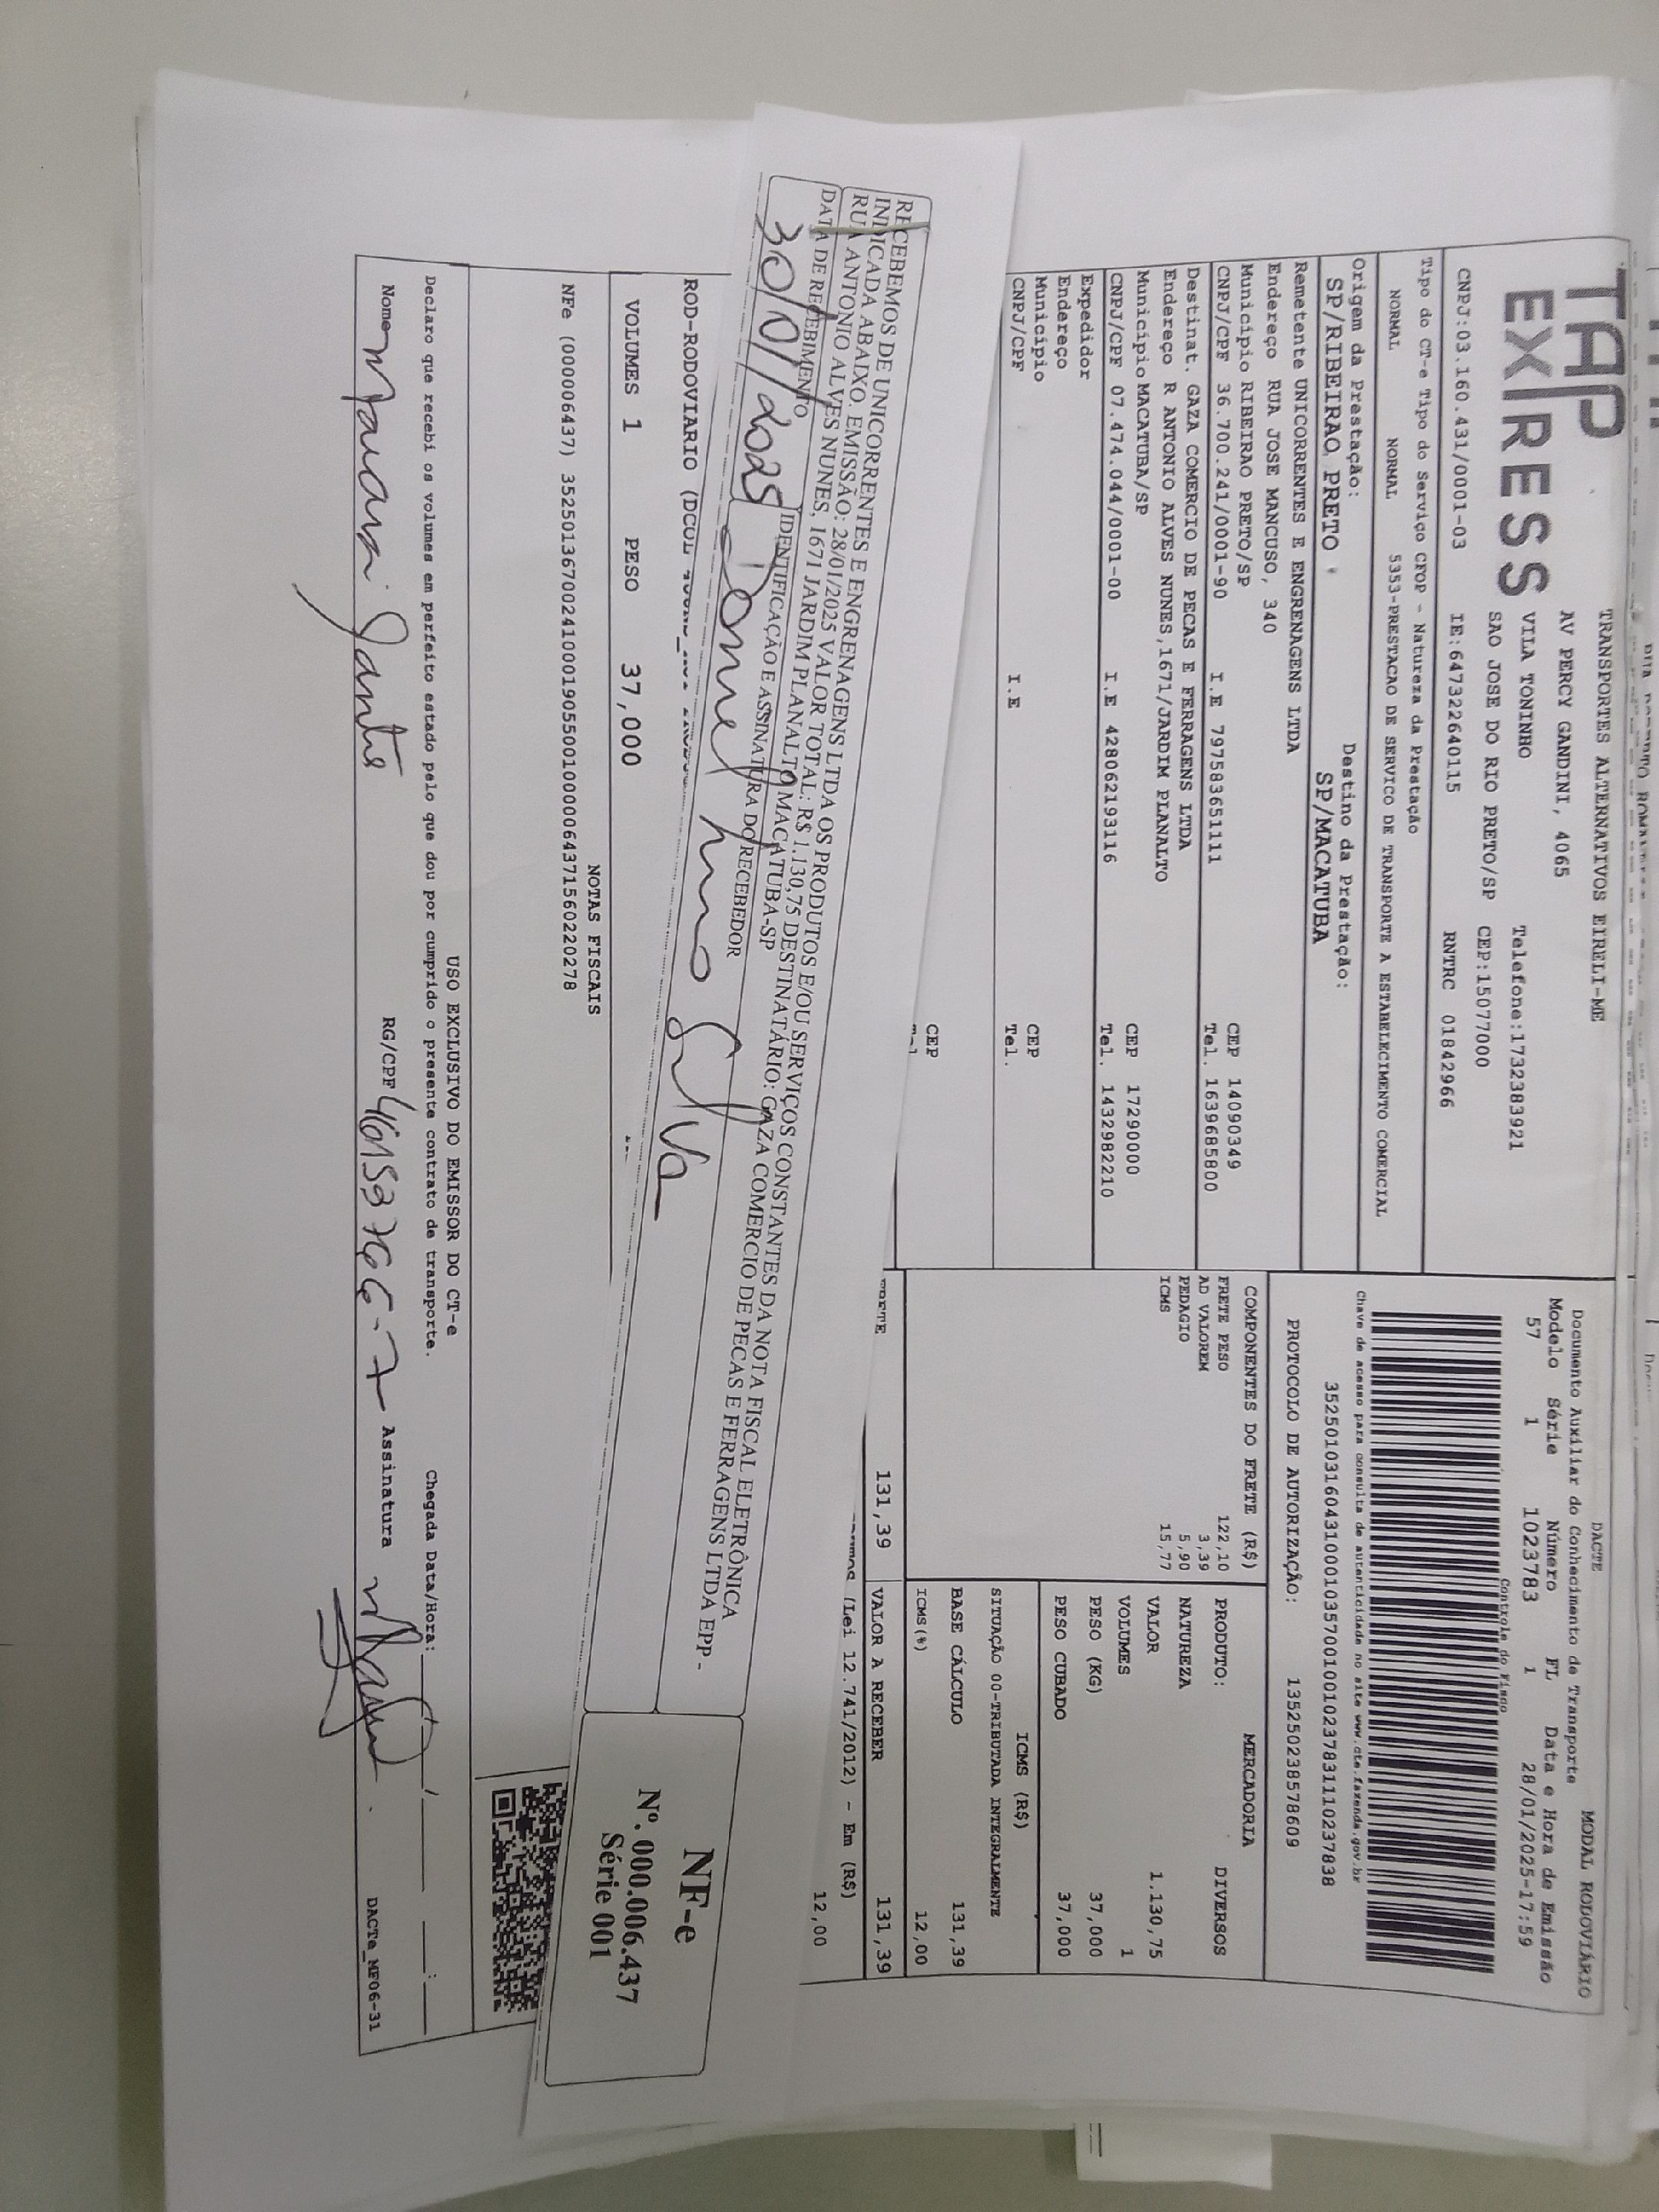 TAP
EXPRESS
TRANSPORTES ALTERNATIVOS EIRELI-ME
AV PERCY GANDINI, 4065
VILA TONINHO Telefone:1732383921
SAO JOSE DO RIO PRETO/SP CEP:15077000
CNPJ:03.160.431/0001-03 IE:647322640115 RNTRC 01842966
Tipo do CT-e Tipo do Serviço CFOP - Natureza da Prestação
NORMAL NORMAL 5353-PRESTACAO DE SERVICO DE TRANSPORTE A ESTABELECIMENTO COMERCIAL
Origem da Prestação: Destino da Prestação:
SP/RIBEIRAO PRETO SP/MACATUBA
Remetente UNICORRENTES E ENGRENAGENS LTDA
Endereço RUA JOSE MANCUSO, 340
Município RIBEIRAO PRETO/SP CEP 14090349
CNPJ/CPF 36.700.241/0001-90 I.E 797583651111 Tel. 1639685800
Destinat. GAZA COMERCIO DE PECAS E FERRAGENS LTDA
Endereço R ANTONIO ALVES NUNES,1671/JARDIM PLANALTO
Município MACATUBA/SP CEP 17290000
CNPJ/CPF 07.474.044/0001-00 I.E 428062193116 Tel. 1432982210
Expedidor
Endereço
Município CEP
CNPJ/CPF I.E Tel.
CEP
DACTE MODAL RODOVIÁRIO
Documento Auxiliar do Conhecimento de Transporte
Modelo Série Número FL Data e Hora de Emissão
57 1 1023783 1 28/01/2025-17:59
Controle do Fisco
Chave de acesso para consulta de autenticidade no site www.cte.fazenda.gov.br
35250103160431000103570010010237831110237838
PROTOCOLO DE AUTORIZAÇÃO: 135250238578609
COMPONENTES DO FRETE (R$)
FRETE PESO 122,10
AD VALOREM 3,39
PEDAGIO 5,90
ICMS 15,77
MERCADORIA
PRODUTO: DIVERSOS
NATUREZA
VALOR 1.130,75
VOLUMES 1
PESO (KG) 37,000
PESO CUBADO 37,000
ICMS (R$)
SITUAÇÃO 00-TRIBUTADA INTEGRALMENTE
BASE CÁLCULO 131,39
ICMS(%) 12,00
FRETE 131,39 VALOR A RECEBER 131,39
(Lei 12.741/2012) - Em (R$)
12,00
RECEBEMOS DE UNICORRENTES E ENGRENAGENS LTDA OS PRODUTOS E/OU SERVIÇOS CONSTANTES DA NOTA FISCAL ELETRÔNICA
INDICADA ABAIXO. EMISSÃO: 28/01/2025 VALOR TOTAL: R$ 1.130,75 DESTINATÁRIO: GAZA COMERCIO DE PECAS E FERRAGENS LTDA EPP -
RUA ANTONIO ALVES NUNES, 1671 JARDIM PLANALTO MACATUBA-SP
DATA DE RECEBIMENTO IDENTIFICAÇÃO E ASSINATURA DO RECEBEDOR
30/01/2025
Silva
NF-e
Nº. 000.006.437
Série 001
ROD-RODOVIARIO
VOLUMES 1 PESO 37,000
NOTAS FISCAIS
NFe (000006437) 35250136700241000190550010000064371560220278
USO EXCLUSIVO DO EMISSOR DO CT-e
Declaro que recebi os volumes em perfeito estado pelo que dou por cumprido o presente contrato de transporte. Chegada Data/Hora: ___/___ ___:___
Nome Santos RG/CPF Assinatura
DACTe_NF06-31